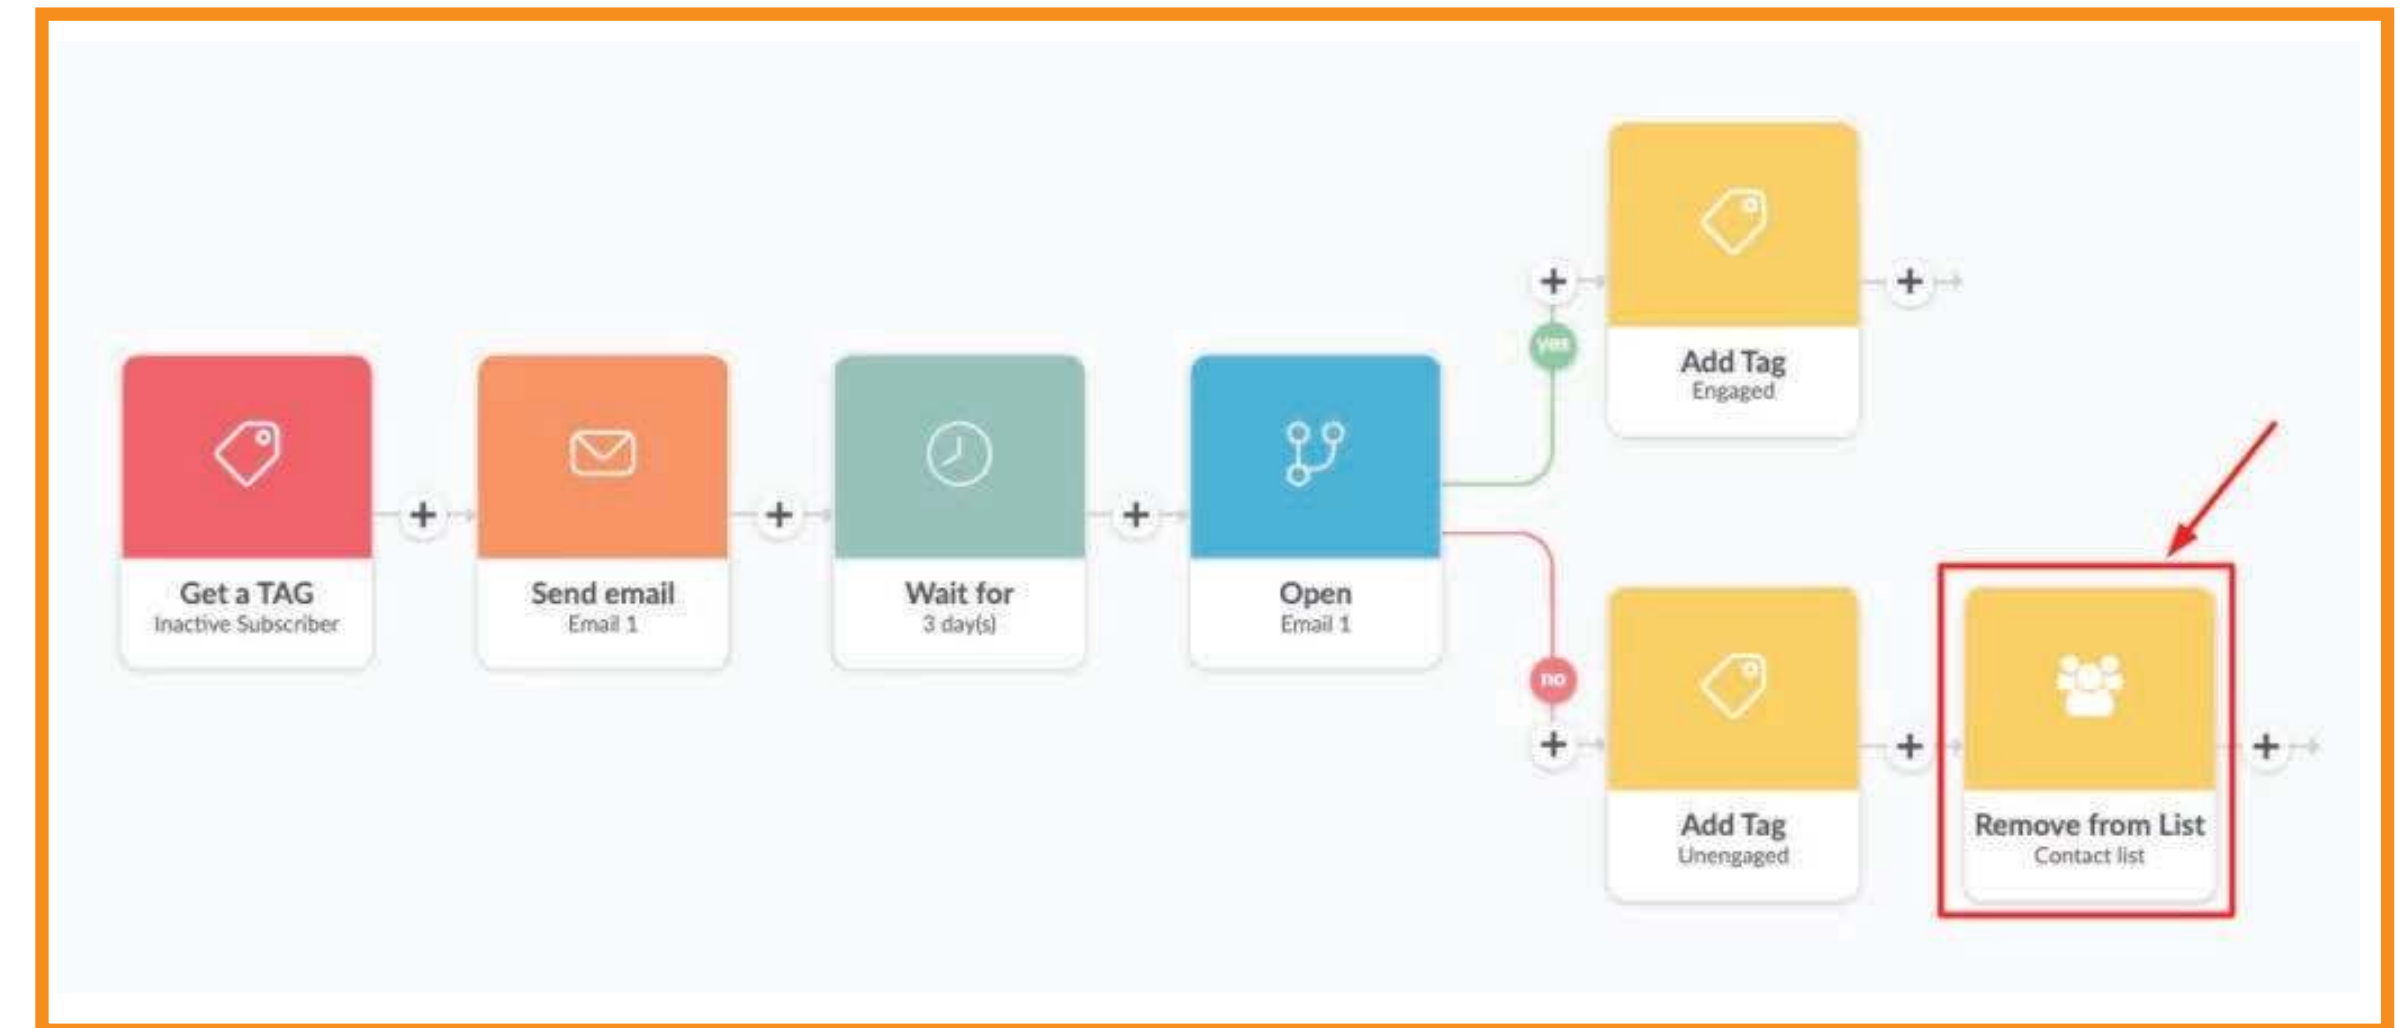 Get a TAG
Inactive Subscriber
Send email
Email 1
Wait for
3 day(s)
Open
Email 1
yes
Add Tag
Engaged
no
Add Tag
Unengaged
Remove from List
Contact list